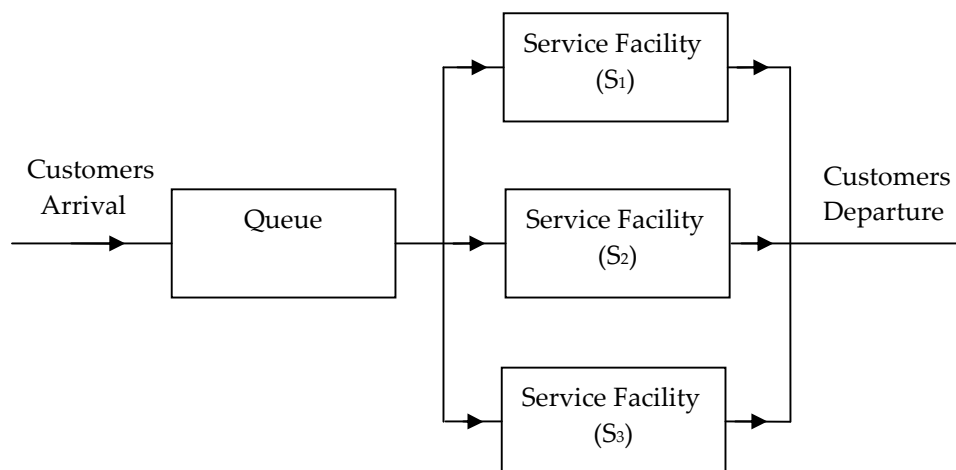 Service Facility
(S₁)
Customers
Arrival
Queue
Service Facility
(S₂)
Customers
Departure
Service Facility
(S₃)